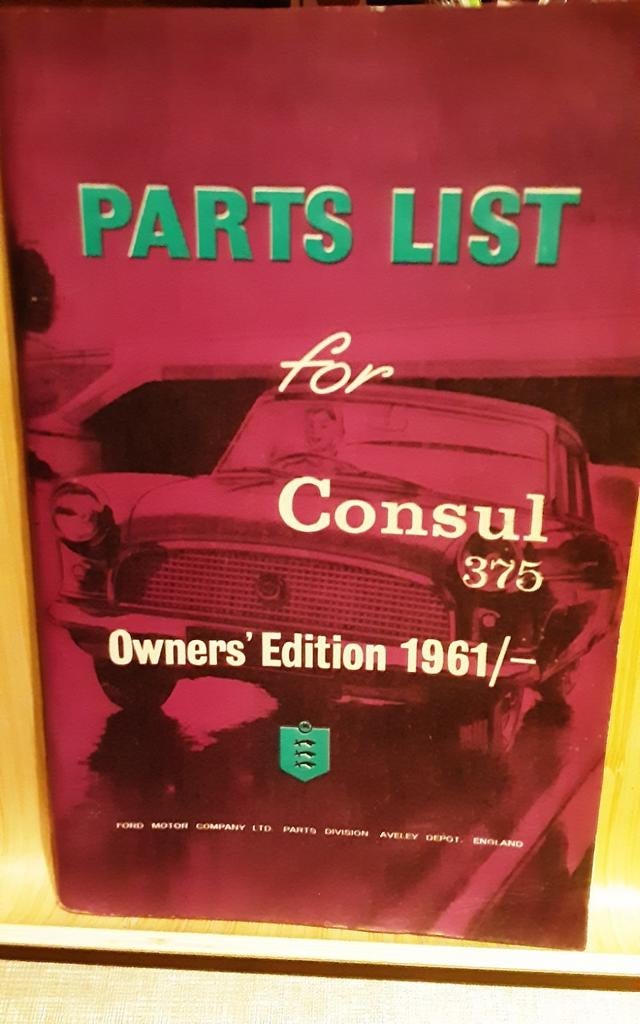 PARTS LIST
for
Consul
375
Owners' Edition 1961/-
FORD MOTOR COMPANY LTD. PARTS DIVISION AVELEY DEPOT. ENGLAND